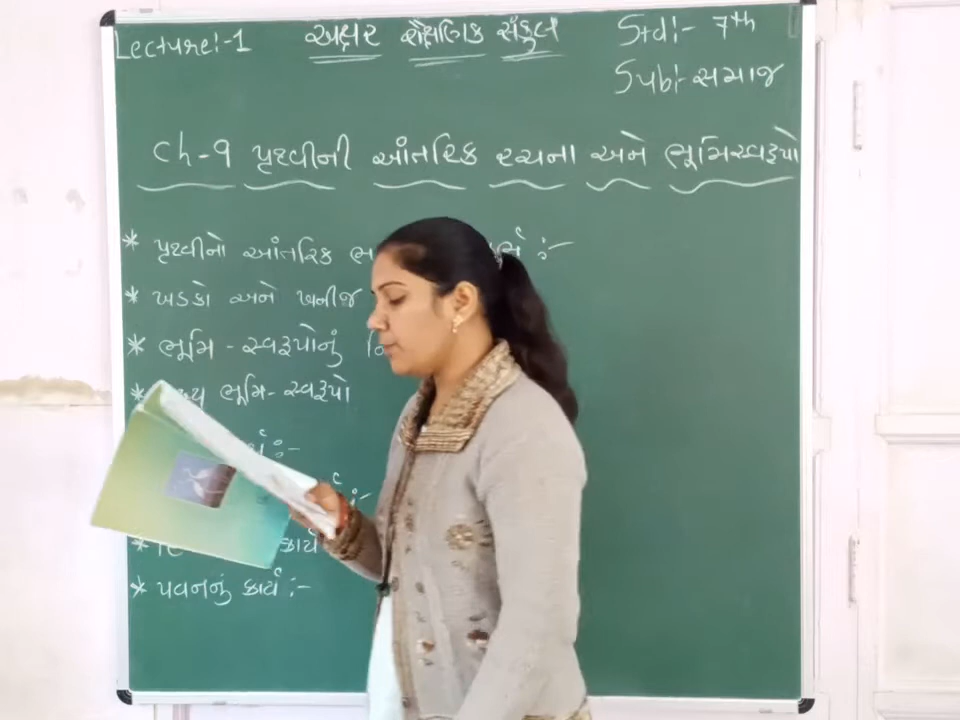 Lecture:-1 અક્ષર શૈક્ષણિક સંકુલ Std:- 7th
Sub:- સમાજ
Ch-9 પૃથ્વીની આંતરિક રચના અને ભૂમિસ્વરૂપો
* પૃથ્વીનો આંતરિક :-
* ખડકો અને ખનીજ
* ભૂમિ - સ્વરૂપોનું
* ભૂમિ- સ્વરૂપો
:-
:-
* કાર્ય
* પવનનું કાર્ય :-